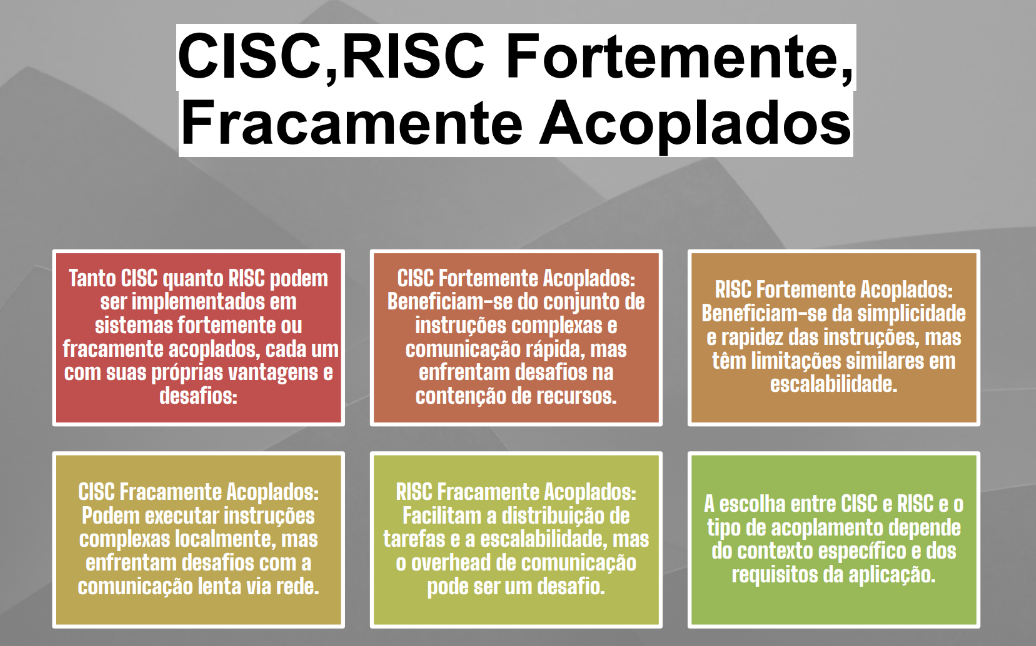 CISC,RISC Fortemente,
Fracamente Acoplados
Tanto CISC quanto RISC podem
ser implementados em
sistemas fortemente ou
fracamente acoplados, cada um
com suas próprias vantagens e
desafios:
CISC Fortemente Acoplados:
Beneficiam-se do conjunto de
instruções complexas e
comunicação rápida, mas
enfrentam desafios na
contenção de recursos.
RISC Fortemente Acoplados:
Beneficiam-se da simplicidade
e rapidez das instruções, mas
têm limitações similares em
escalabilidade.
CISC Fracamente Acoplados:
Podem executar instruções
complexas localmente, mas
enfrentam desafios com a
comunicação lenta via rede.
RISC Fracamente Acoplados:
Facilitam a distribuição de
tarefas e a escalabilidade, mas
o overhead de comunicação
pode ser um desafio.
A escolha entre CISC e RISC e o
tipo de acoplamento depende
do contexto específico e dos
requisitos da aplicação.